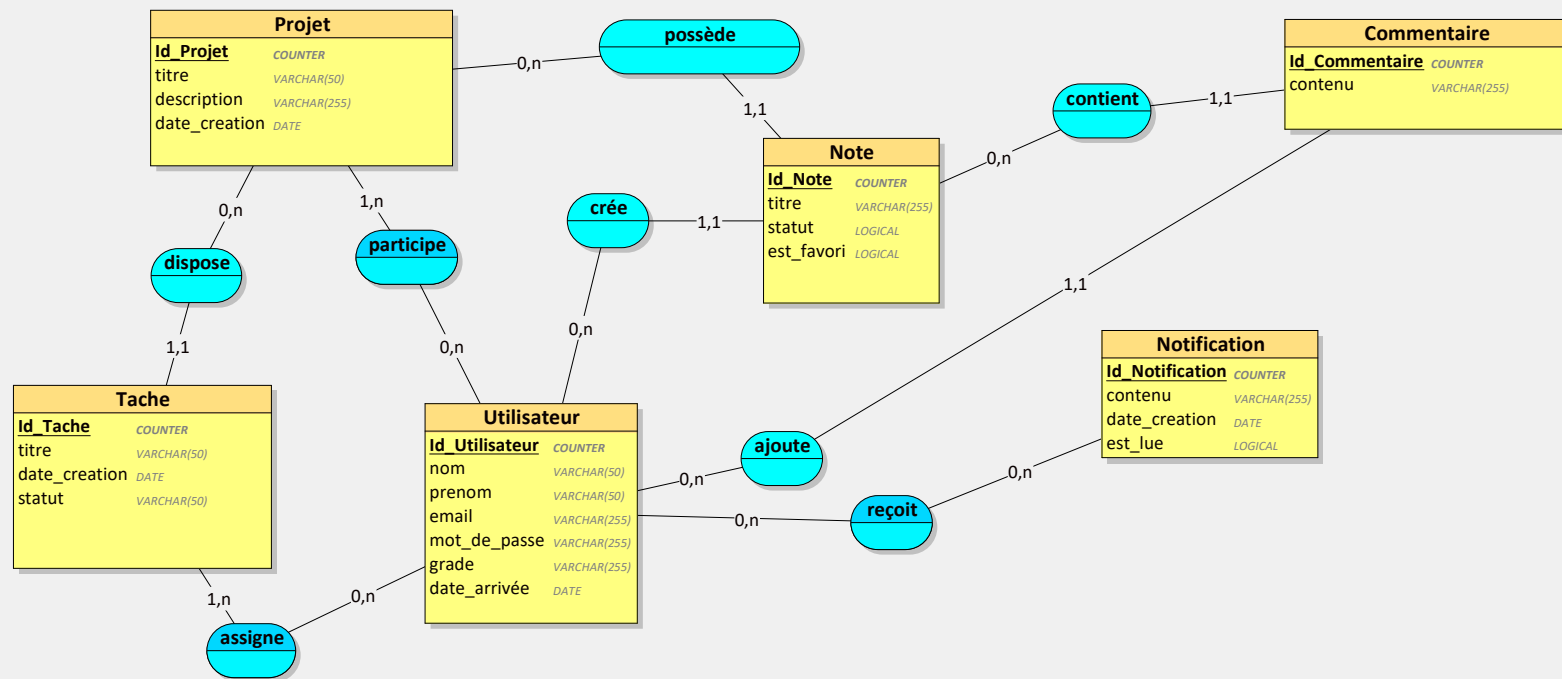 Projet
Id_Projet COUNTER
titre VARCHAR(50)
description VARCHAR(255)
date_creation DATE
possède
Commentaire
Id_Commentaire COUNTER
contenu VARCHAR(255)
0,n
1,1
contient
1,1
0,n
Note
Id_Note COUNTER
titre VARCHAR(255)
statut LOGICAL
est_favori LOGICAL
0,n
1,n
crée
1,1
dispose
participe
1,1
0,n
0,n
1,1
Notification
Id_Notification COUNTER
contenu VARCHAR(255)
date_creation DATE
est_lue LOGICAL
Tache
Id_Tache COUNTER
titre VARCHAR(50)
date_creation DATE
statut VARCHAR(50)
Utilisateur
Id_Utilisateur COUNTER
nom VARCHAR(50)
prenom VARCHAR(50)
email VARCHAR(255)
mot_de_passe VARCHAR(255)
grade VARCHAR(255)
date_arrivée DATE
ajoute
0,n
0,n
reçoit
0,n
1,n
0,n
assigne